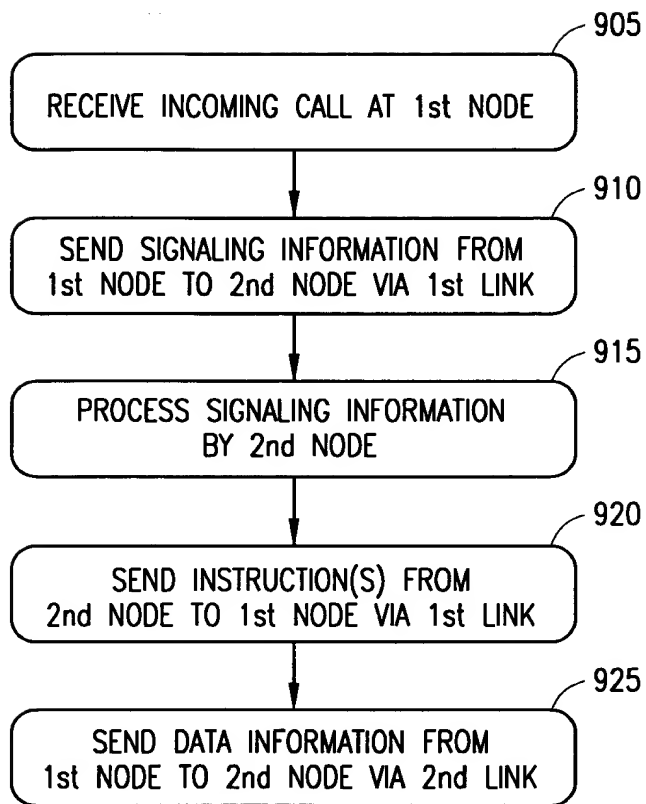 905
RECEIVE INCOMING CALL AT 1st NODE
910
SEND SIGNALING INFORMATION FROM
1st NODE TO 2nd NODE VIA 1st LINK
915
PROCESS SIGNALING INFORMATION
BY 2nd NODE
920
SEND INSTRUCTION(S) FROM
2nd NODE TO 1st NODE VIA 1st LINK
925
SEND DATA INFORMATION FROM
1st NODE TO 2nd NODE VIA 2nd LINK